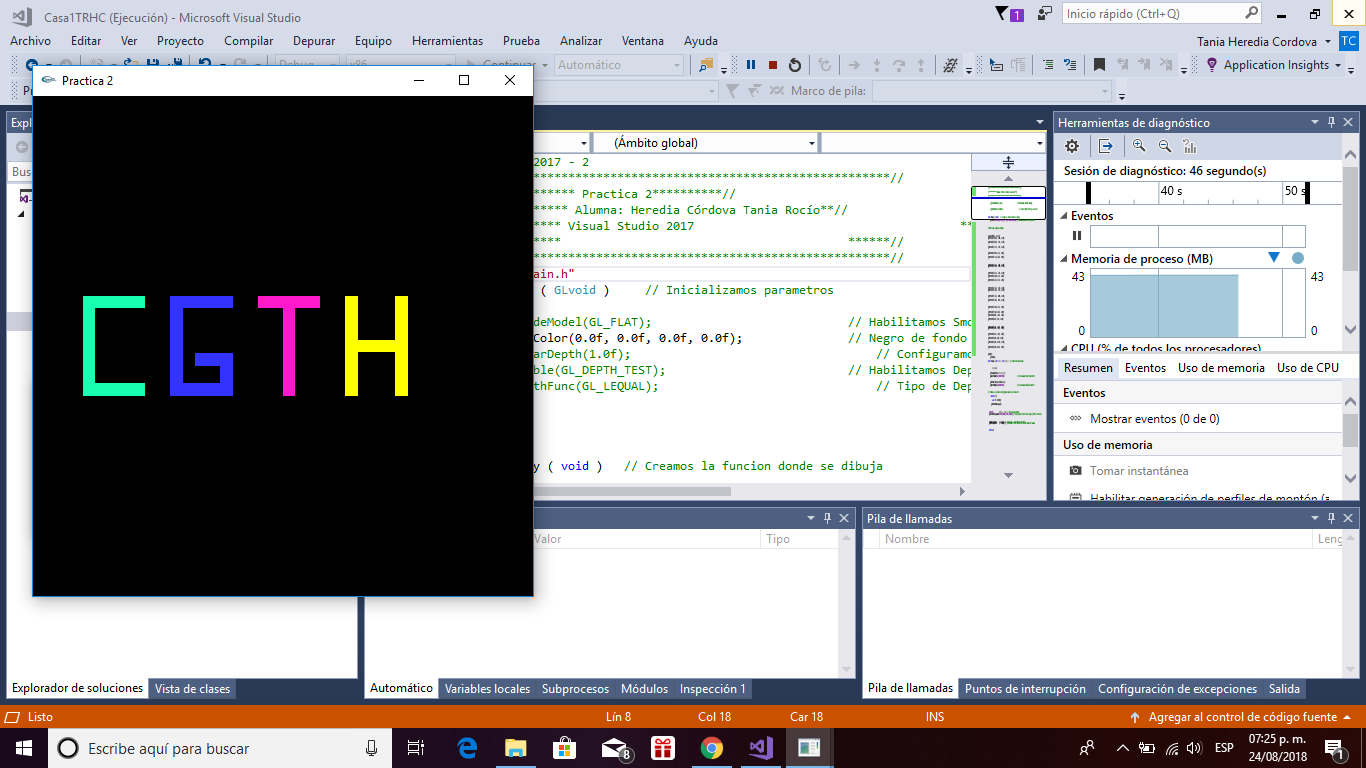 Casa1TRHC (Ejecución) - Microsoft Visual Studio
1
Inicio rápido (Ctrl+Q)
Archivo Editar Ver Proyecto Compilar Depurar Equipo Herramientas Prueba Analizar Ventana Ayuda
Tania Heredia Cordova TC
Debug x86 Continuar Automático Application Insights
Marco de pila:
Practica 2
CGTH
Expl
Bus
(Ámbito global)
2017 - 2
***************************************************//
****** Practica 2**********//
***** Alumna: Heredia Córdova Tania Rocío**//
**** Visual Studio 2017 **
**** ******//
***************************************************//
ain.h"
( GLvoid ) // Inicializamos parametros
deModel(GL_FLAT); // Habilitamos Smo
Color(0.0f, 0.0f, 0.0f, 0.0f); // Negro de fondo
arDepth(1.0f); // Configuramo
ble(GL_DEPTH_TEST); // Habilitamos Dep
thFunc(GL_LEQUAL); // Tipo de Dep
y ( void ) // Creamos la funcion donde se dibuja
Herramientas de diagnóstico
Sesión de diagnóstico: 46 segundo(s)
40 s 50 s
Eventos
Memoria de proceso (MB)
43 43
0 0
CPU (% de todos los procesadores)
Resumen Eventos Uso de memoria Uso de CPU
Eventos
Mostrar eventos (0 de 0)
Uso de memoria
Tomar instantánea
Habilitar generación de perfiles de montón (a
Valor Tipo
Pila de llamadas
Nombre Leng
Explorador de soluciones Vista de clases
Automático Variables locales Subprocesos Módulos Inspección 1
Pila de llamadas Puntos de interrupción Configuración de excepciones Salida
Listo Lín 8 Col 18 Car 18 INS Agregar al control de código fuente
Escribe aquí para buscar
8
ESP
07:25 p. m.
24/08/2018
1